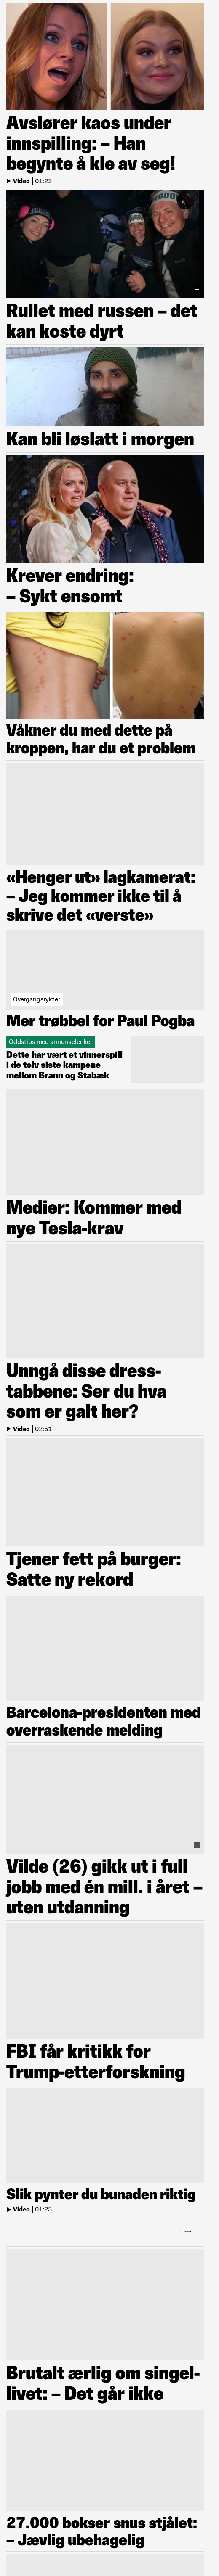 Avslører kaos under
innspilling: – Han
begynte å kle av seg!
Video | 01:23
Rullet med russen – det
kan koste dyrt
Kan bli løslatt i morgen
Krever endring:
– Sykt ensomt
Våkner du med dette på
kroppen, har du et problem
«Henger ut» lagkamerat:
– Jeg kommer ikke til å
skrive det «verste»
Overgangsrykter
Mer trøbbel for Paul Pogba
Oddstips med annonselenker
Dette har vært et vinnerspill
i de tolv siste kampene
mellom Brann og Stabæk
Medier: Kommer med
nye Tesla-krav
Unngå disse dress-
tabbene: Ser du hva
som er galt her?
Video | 02:51
Tjener fett på burger:
Satte ny rekord
Barcelona-presidenten med
overraskende melding
Vilde (26) gikk ut i full
jobb med én mill. i året –
uten utdanning
FBI får kritikk for
Trump-etterforskning
Slik pynter du bunaden riktig
Video | 01:23
Brutalt ærlig om singel-
livet: – Det går ikke
27.000 bokser snus stjålet:
– Jævlig ubehagelig